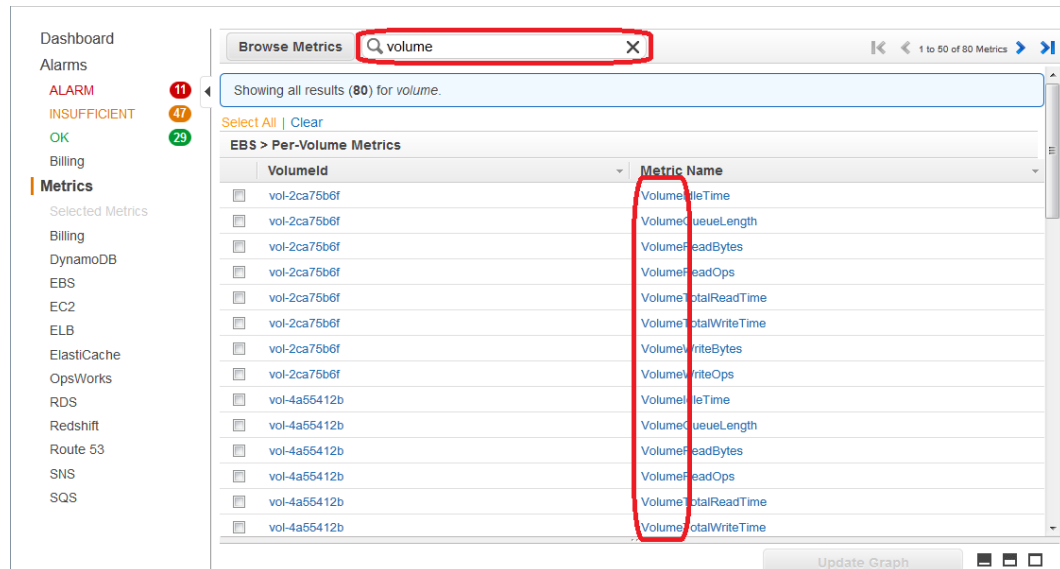 Dashboard
Alarms
ALARM 11
INSUFFICIENT 47
OK 29
Billing
Metrics
Selected Metrics
Billing
DynamoDB
EBS
EC2
ELB
ElastiCache
OpsWorks
RDS
Redshift
Route 53
SNS
SQS
Browse Metrics volume 1 to 50 of 80 Metrics
Showing all results (80) for volume.
Select All | Clear
EBS > Per-Volume Metrics
VolumeId Metric Name
vol-2ca75b6f VolumeIdleTime
vol-2ca75b6f VolumeQueueLength
vol-2ca75b6f VolumeReadBytes
vol-2ca75b6f VolumeReadOps
vol-2ca75b6f VolumeTotalReadTime
vol-2ca75b6f VolumeTotalWriteTime
vol-2ca75b6f VolumeWriteBytes
vol-2ca75b6f VolumeWriteOps
vol-4a55412b VolumeIdleTime
vol-4a55412b VolumeQueueLength
vol-4a55412b VolumeReadBytes
vol-4a55412b VolumeReadOps
vol-4a55412b VolumeTotalReadTime
vol-4a55412b VolumeTotalWriteTime
Update Graph